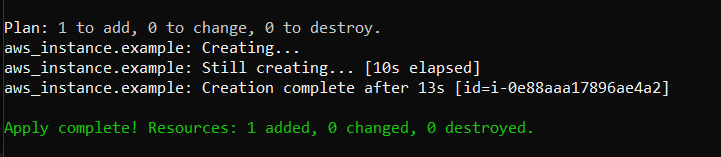 Plan: 1 to add, 0 to change, 0 to destroy.
aws_instance.example: Creating...
aws_instance.example: Still creating... [10s elapsed]
aws_instance.example: Creation complete after 13s [id=i-0e88aaa17896ae4a2]
Apply complete! Resources: 1 added, 0 changed, 0 destroyed.